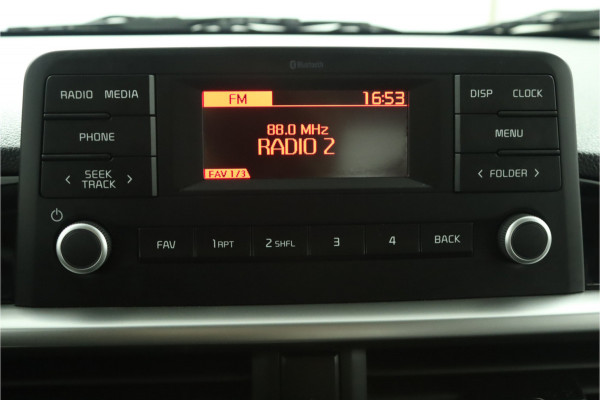 Bluetooth
RADIO MEDIA
FM 16:53
DISP CLOCK
PHONE
88.0 MHz
RADIO 2
MENU
< SEEK TRACK >
FAV 1/3
< FOLDER >
FAV
1 RPT
2 SHFL
3
4
BACK